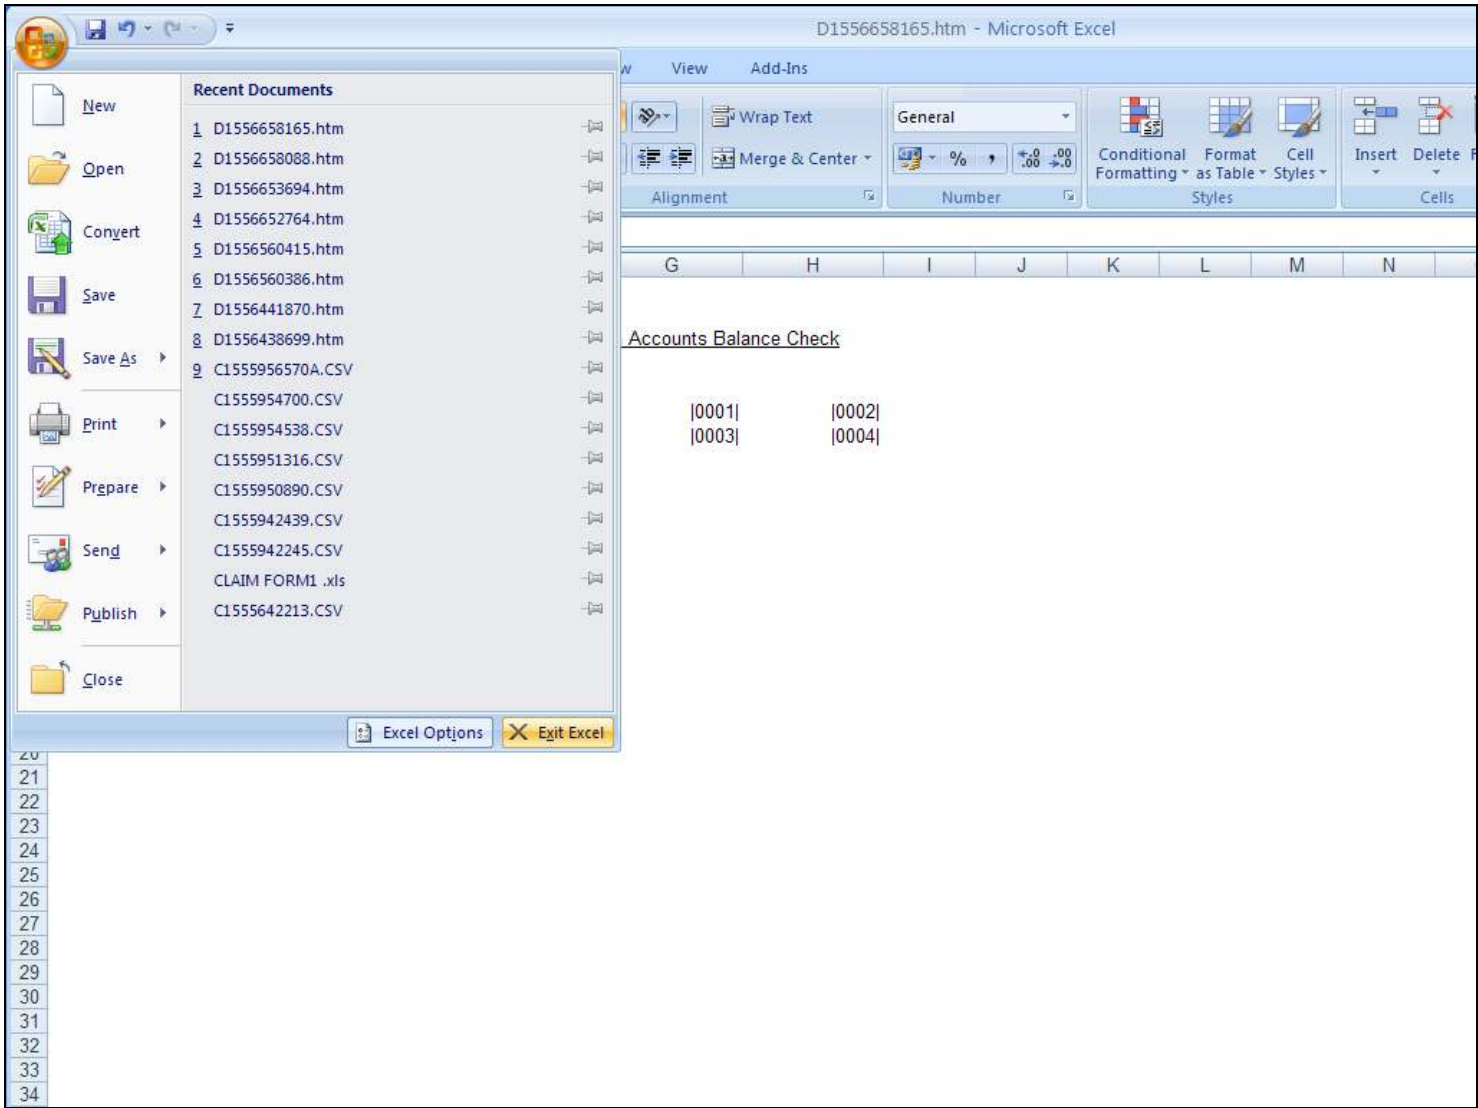 D1556658165.htm - Microsoft Excel
View Add-Ins
New
Open
Convert
Save
Save As
Print
Prepare
Send
Publish
Close
Recent Documents
1 D1556658165.htm
2 D1556658088.htm
3 D1556653694.htm
4 D1556652764.htm
5 D1556560415.htm
6 D1556560386.htm
7 D1556441870.htm
8 D1556438699.htm
9 C1555956570A.CSV
C1555954700.CSV
C1555954538.CSV
C1555951316.CSV
C1555950890.CSV
C1555942439.CSV
C1555942245.CSV
CLAIM FORM1 .xls
C1555642213.CSV
Excel Options
Exit Excel
Wrap Text
Merge & Center
Alignment
General
% , .0 .00 .00 .0
Number
Conditional Formatting
Format as Table
Cell Styles
Styles
Insert Delete F
Cells
G H I J K L M N
Accounts Balance Check
|0001| |0002|
|0003| |0004|
20
21
22
23
24
25
26
27
28
29
30
31
32
33
34